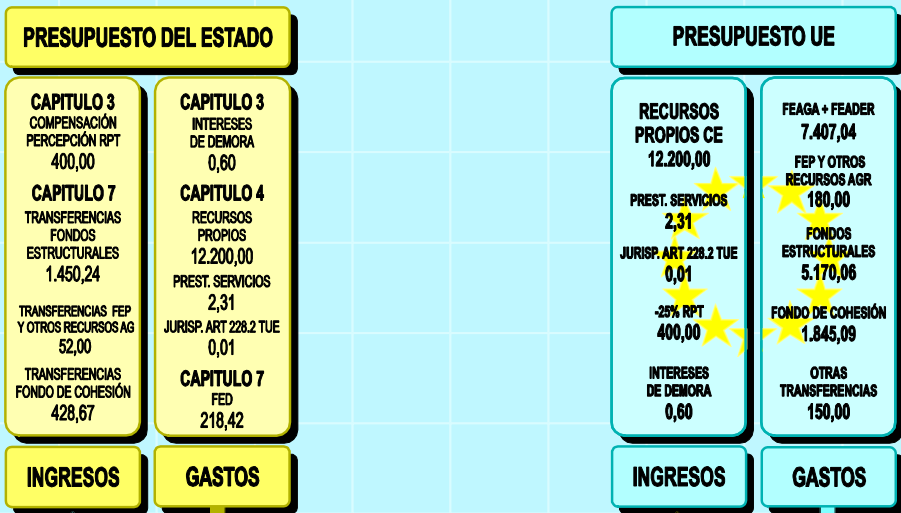 PRESUPUESTO DEL ESTADO
CAPITULO 3
COMPENSACIÓN
PERCEPCIÓN RPT
400,00
CAPITULO 7
TRANSFERENCIAS
FONDOS
ESTRUCTURALES
1.450,24
TRANSFERENCIAS FEP
Y OTROS RECURSOS AG
52,00
TRANSFERENCIAS
FONDO DE COHESIÓN
428,67
INGRESOS
CAPITULO 3
INTERESES
DE DEMORA
0,60
CAPITULO 4
RECURSOS
PROPIOS
12.200,00
PREST. SERVICIOS
2,31
JURISP. ART 228.2 TUE
0,01
CAPITULO 7
FED
218,42
GASTOS
PRESUPUESTO UE
RECURSOS
PROPIOS CE
12.200,00
PREST. SERVICIOS
2,31
JURISP. ART 228.2 TUE
0,01
-25% RPT
400,00
INTERESES
DE DEMORA
0,60
INGRESOS
FEAGA + FEADER
7.407,04
FEP Y OTROS
RECURSOS AGR
180,00
FONDOS
ESTRUCTURALES
5.170,06
FONDO DE COHESIÓN
1.845,09
OTRAS
TRANSFERENCIAS
150,00
GASTOS